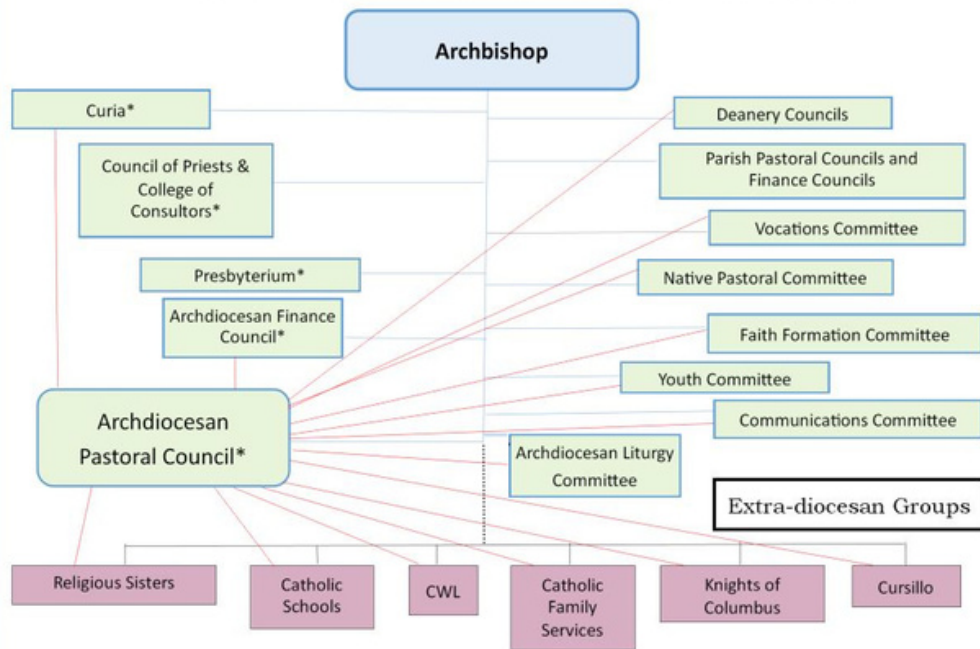 Archbishop
Curia*
Deanery Councils
Council of Priests &
College of
Consultors*
Parish Pastoral Councils and
Finance Councils
Vocations Committee
Presbyterium*
Native Pastoral Committee
Archdiocesan Finance
Council*
Faith Formation Committee
Youth Committee
Archdiocesan
Pastoral Council*
Communications Committee
Archdiocesan Liturgy
Committee
Extra-diocesan Groups
Religious Sisters
Catholic
Schools
CWL
Catholic
Family
Services
Knights of
Columbus
Cursillo